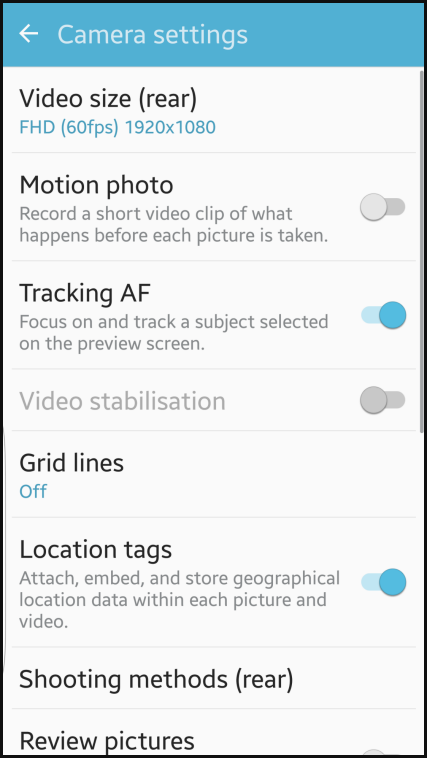 Camera settings
Video size (rear)
FHD (60fps) 1920x1080
Motion photo
Record a short video clip of what
happens before each picture is taken.
Tracking AF
Focus on and track a subject selected
on the preview screen.
Video stabilisation
Grid lines
Off
Location tags
Attach, embed, and store geographical
location data within each picture and
video.
Shooting methods (rear)
Review pictures